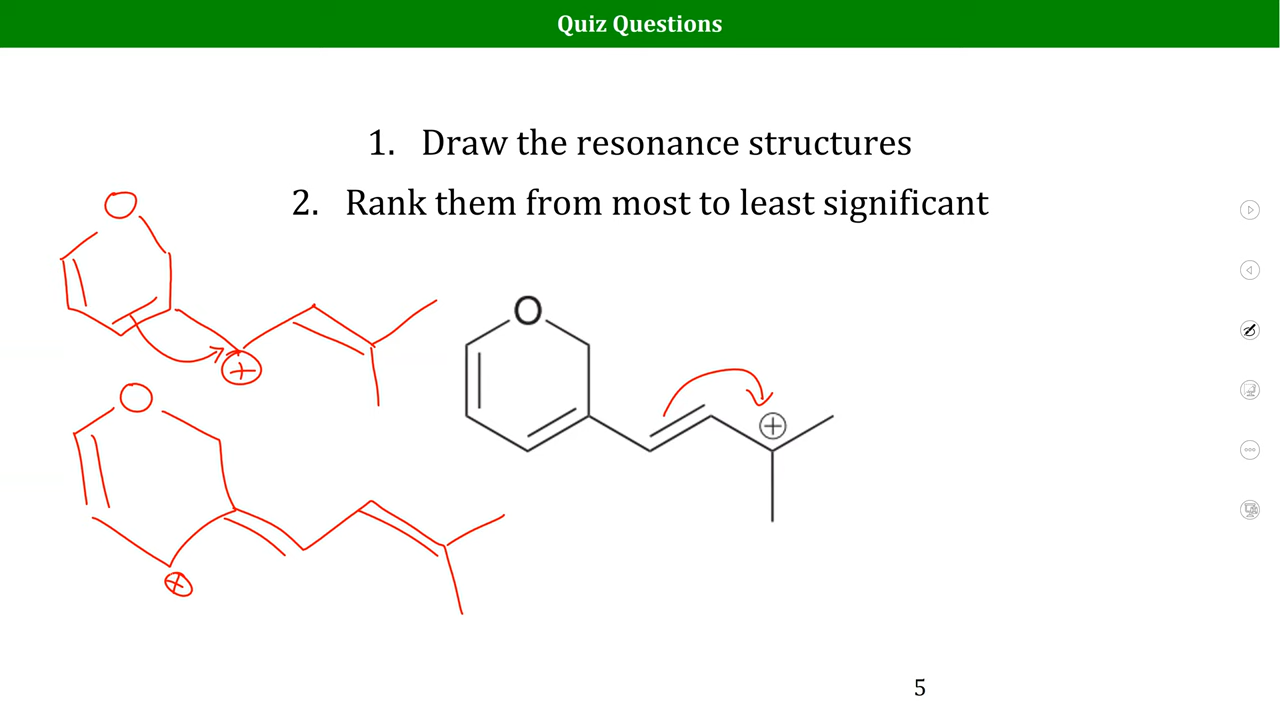 Quiz Questions
1. Draw the resonance structures
2. Rank them from most to least significant
O
O
+
O
+
+
5